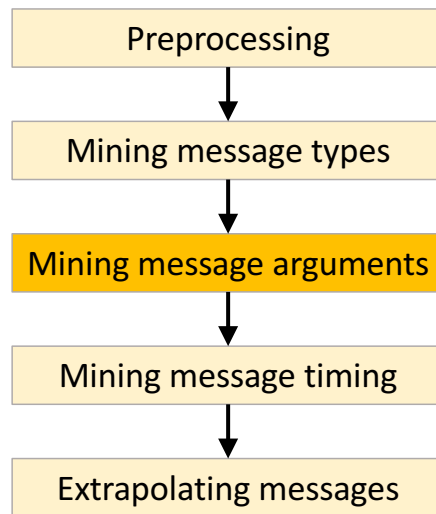 Preprocessing
Mining message types
Mining message arguments
Mining message timing
Extrapolating messages